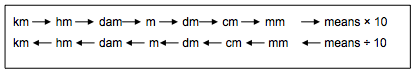 km → hm → dam → m → dm → cm → mm → means × 10
km ← hm ← dam ← m ← dm ← cm ← mm ← means ÷ 10